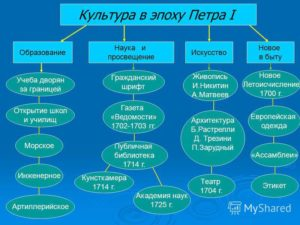 Культура в эпоху Петра I
Образование
Наука и
просвещение
Искусство
Новое
в быту
Учеба дворян
за границей
Открытие школ
и училищ
Морское
Инженерное
Артиллерийское
Гражданский
шрифт
Газета
«Ведомости»
1702-1703 гг.
Публичная
библиотека
1714 г.
Кунсткамера
1714 г.
Академия наук
1725 г.
Живопись
И.Никитин
А.Матвеев
Архитектура
Б.Растрелли
Д. Трезини
П.Зарудный
Театр
1704 г.
Новое
Летоисчисление
1700 г.
Европейская
одежда
«Ассамблеи»
Этикет
MyShared